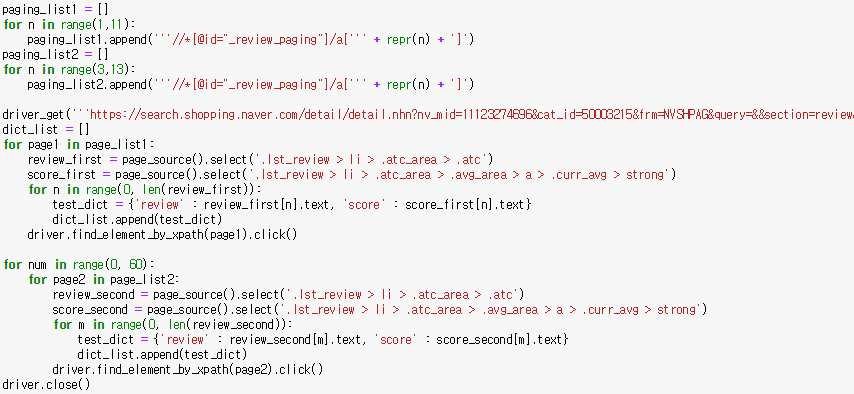 paging_list1 = []
for n in range(1,11):
    paging_list1.append('''//*[@id="_review_paging"]/a[''' + repr(n) + ']')
paging_list2 = []
for n in range(3,13):
    paging_list2.append('''//*[@id="_review_paging"]/a[''' + repr(n) + ']')

driver_get('''https://search.shopping.naver.com/detail/detail.nhn?nv_mid=11123274696&cat_id=50003215&frm=NVSHPAG&query=&&section=review
dict_list = []
for page1 in page_list1:
    review_first = page_source().select('.lst_review > li > .atc_area > .atc')
    score_first = page_source().select('.lst_review > li > .atc_area > .avg_area > a > .curr_avg > strong')
    for n in range(0, len(review_first)):
        test_dict = {'review' : review_first[n].text, 'score' : score_first[n].text}
        dict_list.append(test_dict)
    driver.find_element_by_xpath(page1).click()

for num in range(0, 60):
    for page2 in page_list2:
        review_second = page_source().select('.lst_review > li > .atc_area > .atc')
        score_second = page_source().select('.lst_review > li > .atc_area > .avg_area > a > .curr_avg > strong')
        for m in range(0, len(review_second)):
            test_dict = {'review' : review_second[m].text, 'score' : score_second[m].text}
            dict_list.append(test_dict)
        driver.find_element_by_xpath(page2).click()
driver.close()